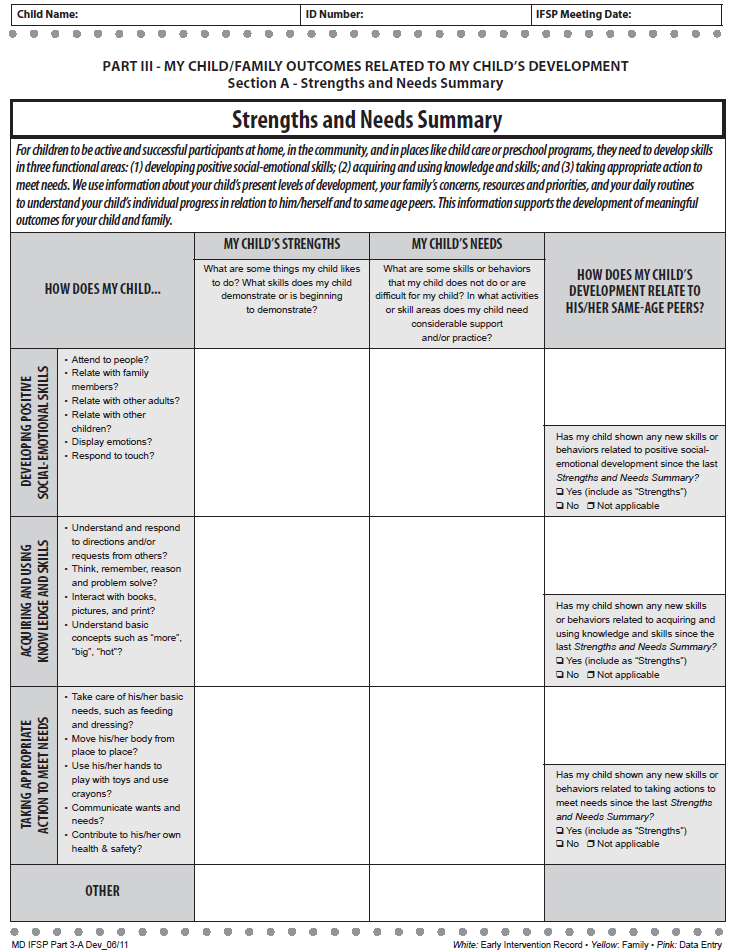 Child Name:
ID Number:
IFSP Meeting Date:
PART III - MY CHILD/FAMILY OUTCOMES RELATED TO MY CHILD'S DEVELOPMENT
Section A - Strengths and Needs Summary
Strengths and Needs Summary
For children to be active and successful participants at home, in the community, and in places like child care or preschool programs, they need to develop skills
in three functional areas: (1) developing positive social-emotional skills; (2) acquiring and using knowledge and skills; and (3) taking appropriate action to
meet needs. We use information about your child's present levels of development, your family's concerns, resources and priorities, and your daily routines
to understand your child's individual progress in relation to him/herself and to same age peers. This information supports the development of meaningful
outcomes for your child and family.
HOW DOES MY CHILD...
MY CHILD'S STRENGTHS
What are some things my child likes
to do? What skills does my child
demonstrate or is beginning
to demonstrate?
MY CHILD'S NEEDS
What are some skills or behaviors
that my child does not do or are
difficult for my child? In what activities
or skill areas does my child need
considerable support
and/or practice?
HOW DOES MY CHILD'S
DEVELOPMENT RELATE TO
HIS/HER SAME-AGE PEERS?
DEVELOPING POSITIVE
SOCIAL-EMOTIONAL SKILLS
• Attend to people?
• Relate with family
members?
• Relate with other adults?
• Relate with other
children?
• Display emotions?
• Respond to touch?
Has my child shown any new skills or
behaviors related to positive social-
emotional development since the last
Strengths and Needs Summary?
❏ Yes (include as "Strengths")
❏ No ❏ Not applicable
ACQUIRING AND USING
KNOWLEDGE AND SKILLS
• Understand and respond
to directions and/or
requests from others?
• Think, remember, reason
and problem solve?
• Interact with books,
pictures, and print?
• Understand basic
concepts such as "more",
"big", "hot"?
Has my child shown any new skills
or behaviors related to acquiring and
using knowledge and skills since the
last Strengths and Needs Summary?
❏ Yes (include as "Strengths")
❏ No ❏ Not applicable
TAKING APPROPRIATE
ACTION TO MEET NEEDS
• Take care of his/her basic
needs, such as feeding
and dressing?
• Move his/her body from
place to place?
• Use his/her hands to
play with toys and use
crayons?
• Communicate wants and
needs?
• Contribute to his/her own
health & safety?
Has my child shown any new skills or
behaviors related to taking actions to
meet needs since the last Strengths
and Needs Summary?
❏ Yes (include as "Strengths")
❏ No ❏ Not applicable
OTHER
MD IFSP Part 3-A Dev_06/11
White: Early Intervention Record • Yellow: Family • Pink: Data Entry